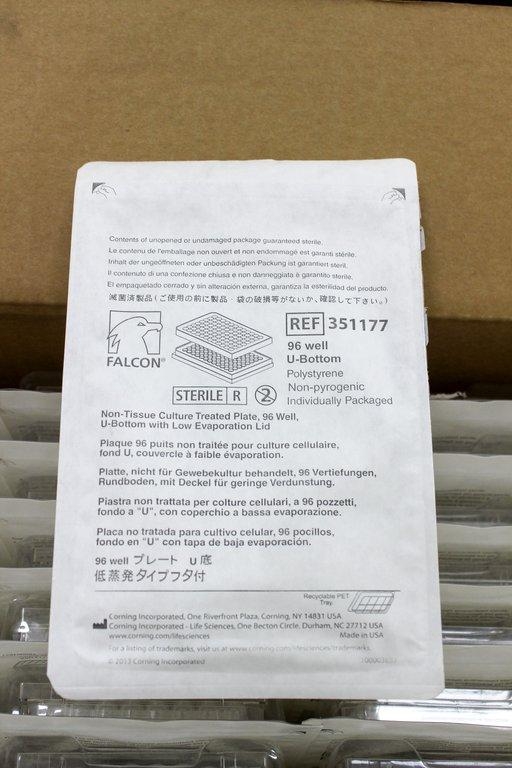 Contents of unopened or undamaged package guaranteed sterile.
Le contenu de l'emballage non ouvert et non endommagé est garanti stérile.
Inhalt der ungeöffneten oder unbeschädigten Packung ist garantiert steril.
Il contenuto di una confezione chiusa e non danneggiata è garantito sterile.
El empaquetado cerrado y sin alteración externa, garantiza la esterilidad del producto.
滅菌済製品（ご使用の前に製品・袋の破損等がないか、確認して下さい。）
FALCON®
REF 351177
96 well
U-Bottom
Polystyrene
Non-pyrogenic
Individually Packaged
STERILE R 2
Non-Tissue Culture Treated Plate, 96 Well,
U-Bottom with Low Evaporation Lid
Plaque 96 puits non traitée pour culture cellulaire,
fond U, couvercle à faible évaporation.
Platte, nicht für Gewebekultur behandelt, 96 Vertiefungen,
Rundboden, mit Deckel für geringe Verdunstung.
Piastra non trattata per colture cellulari, a 96 pozzetti,
fondo a "U", con coperchio a bassa evaporazione.
Placa no tratada para cultivo celular, 96 pocillos,
fondo en "U" con tapa de baja evaporación.
96 well プレート U 底
低蒸発タイプフタ付
Recyclable PET
Tray.
Corning Incorporated, One Riverfront Plaza, Corning, NY 14831 USA
Corning Incorporated - Life Sciences, One Becton Circle, Durham, NC 27712 USA
www.corning.com/lifesciences
Made in USA
For a listing of trademarks, visit us at www.corning.com/lifesciences/trademarks.
© 2013 Corning Incorporated